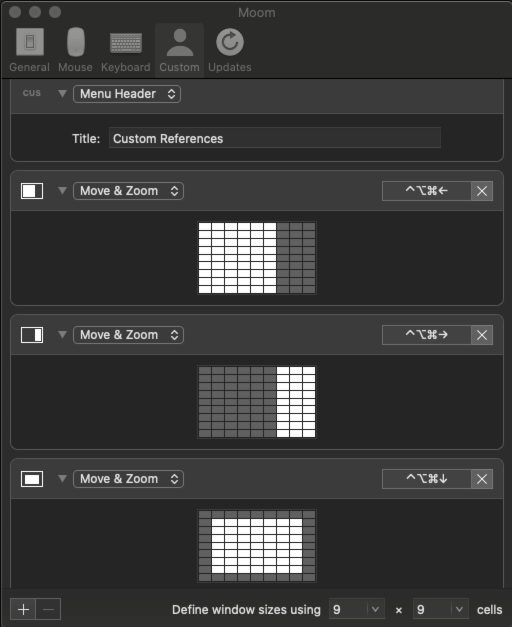 Moom
General Mouse Keyboard Custom Updates
CUS Menu Header
Title: Custom References
Move & Zoom ^⌥⌘←
Move & Zoom ^⌥⌘→
Move & Zoom ^⌥⌘↓
Define window sizes using 9 × 9 cells